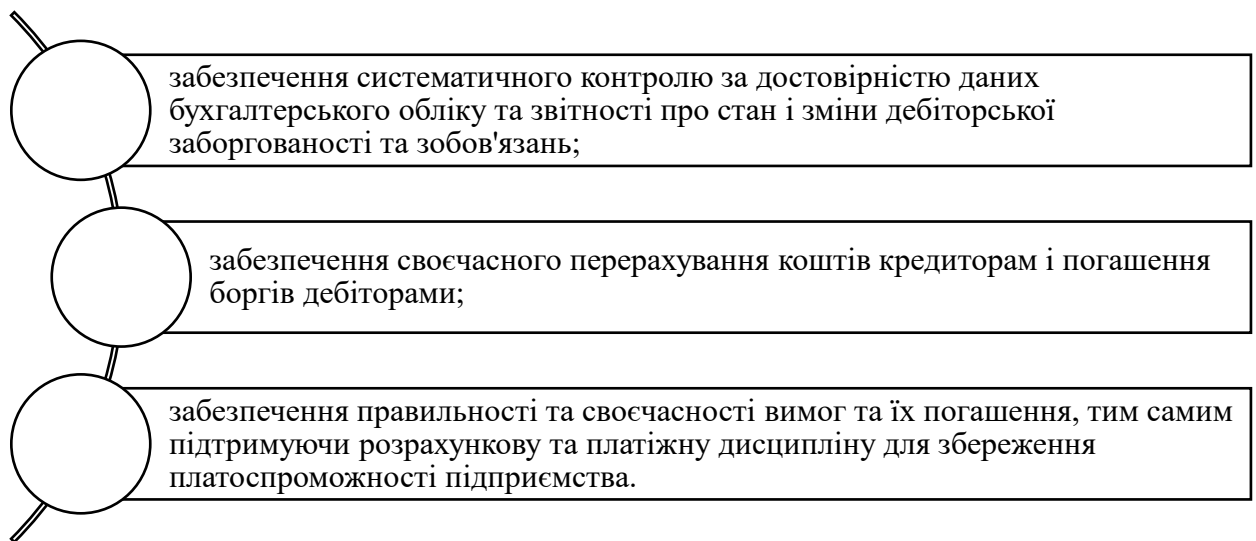 забезпечення систематичного контролю за достовірністю даних
бухгалтерського обліку та звітності про стан і зміни дебіторської
заборгованості та зобов'язань;
забезпечення своєчасного перерахування коштів кредиторам і погашення
боргів дебіторами;
забезпечення правильності та своєчасності вимог та їх погашення, тим самим
підтримуючи розрахункову та платіжну дисципліну для збереження
платоспроможності підприємства.